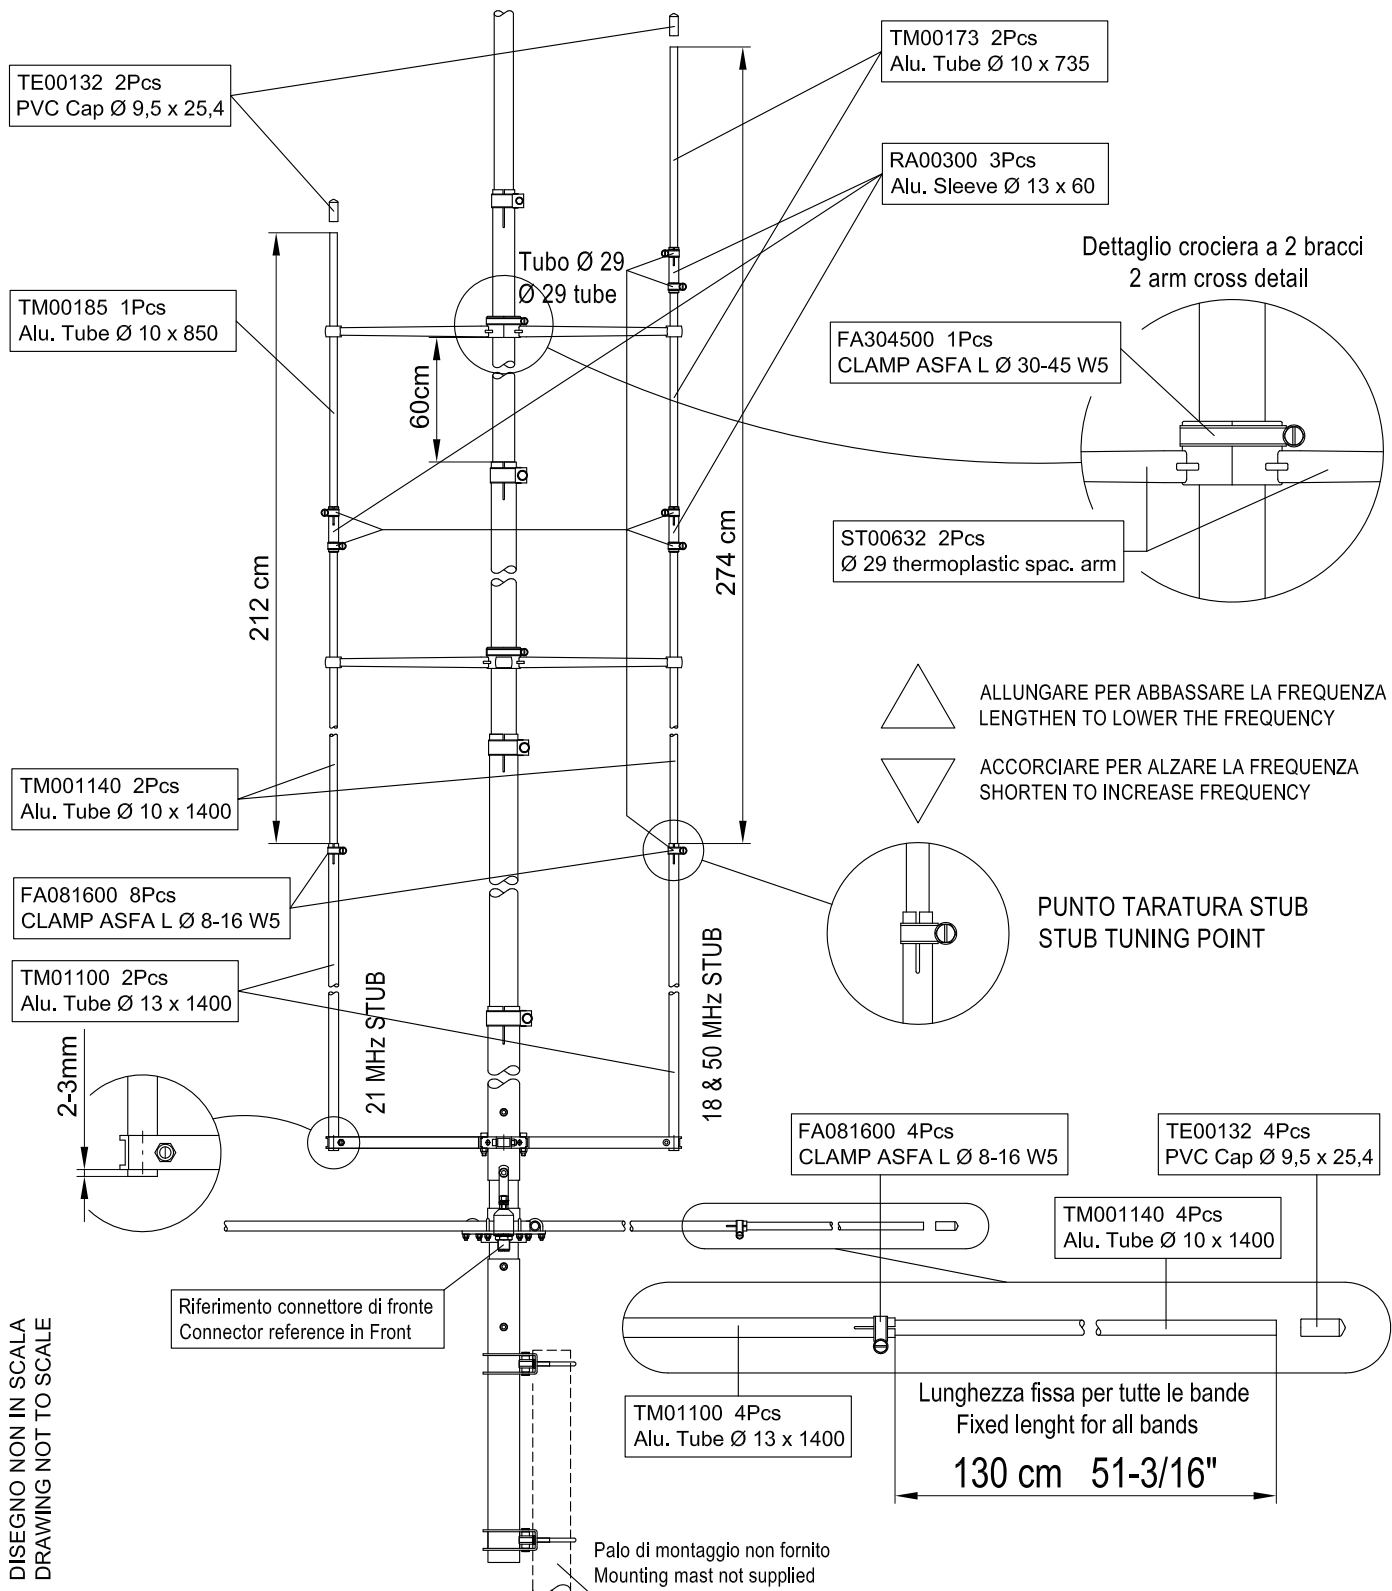 TE00132 2Pcs
PVC Cap Ø 9,5 x 25,4
TM00173 2Pcs
Alu. Tube Ø 10 x 735
RA00300 3Pcs
Alu. Sleeve Ø 13 x 60
Tubo Ø 29
Ø 29 tube
Dettaglio crociera a 2 bracci
2 arm cross detail
TM00185 1Pcs
Alu. Tube Ø 10 x 850
FA304500 1Pcs
CLAMP ASFA L Ø 30-45 W5
60cm
212 cm
274 cm
ST00632 2Pcs
Ø 29 thermoplastic spac. arm
ALLUNGARE PER ABBASSARE LA FREQUENZA
LENGTHEN TO LOWER THE FREQUENCY
ACCORCIARE PER ALZARE LA FREQUENZA
SHORTEN TO INCREASE FREQUENCY
TM001140 2Pcs
Alu. Tube Ø 10 x 1400
FA081600 8Pcs
CLAMP ASFA L Ø 8-16 W5
PUNTO TARATURA STUB
STUB TUNING POINT
TM01100 2Pcs
Alu. Tube Ø 13 x 1400
21 MHz STUB
18 & 50 MHz STUB
2-3mm
FA081600 4Pcs
CLAMP ASFA L Ø 8-16 W5
TE00132 4Pcs
PVC Cap Ø 9,5 x 25,4
TM001140 4Pcs
Alu. Tube Ø 10 x 1400
Riferimento connettore di fronte
Connector reference in Front
TM01100 4Pcs
Alu. Tube Ø 13 x 1400
Lunghezza fissa per tutte le bande
Fixed lenght for all bands
130 cm 51-3/16"
DISEGNO NON IN SCALA
DRAWING NOT TO SCALE
Palo di montaggio non fornito
Mounting mast not supplied